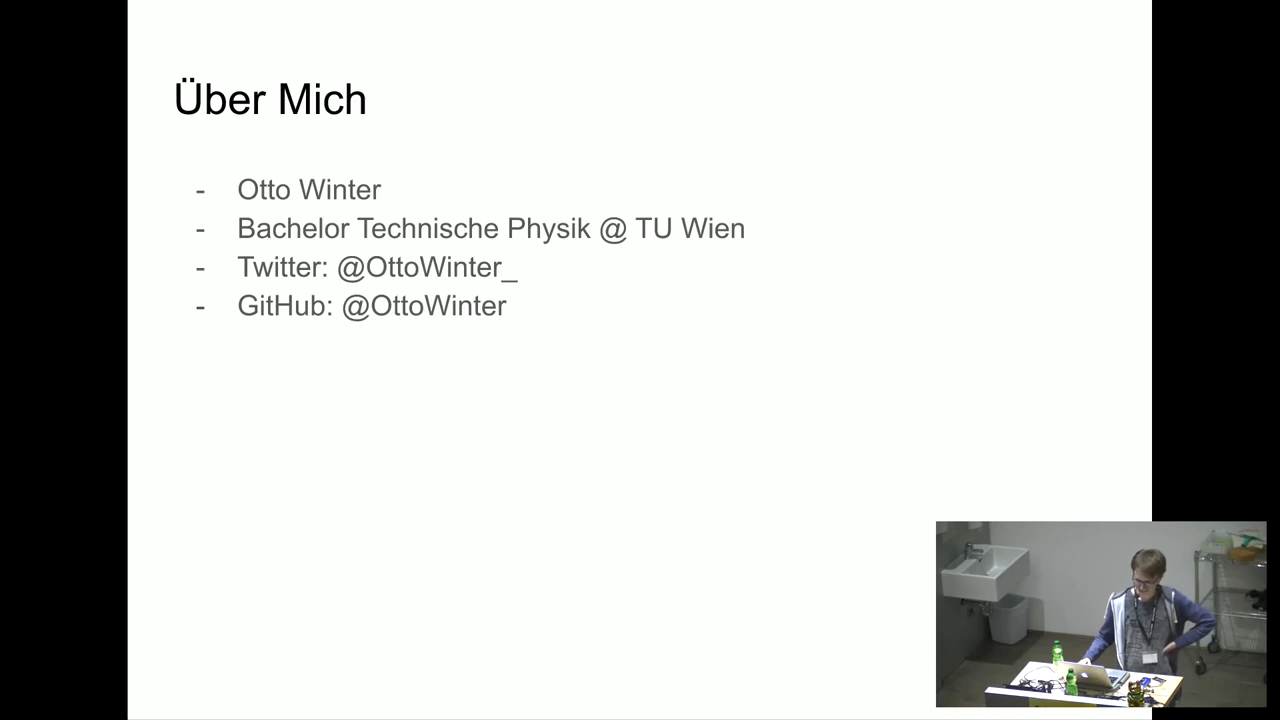 Über Mich
- Otto Winter
- Bachelor Technische Physik @ TU Wien
- Twitter: @OttoWinter_
- GitHub: @OttoWinter